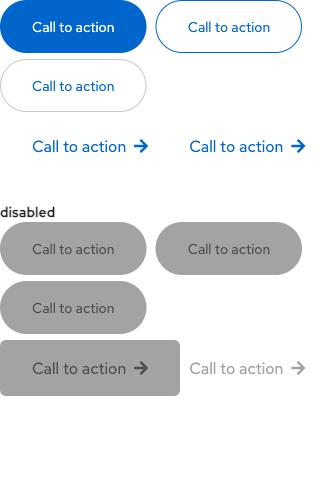 Call to action Call to action
Call to action
Call to action → Call to action →
disabled
Call to action Call to action
Call to action
Call to action → Call to action →